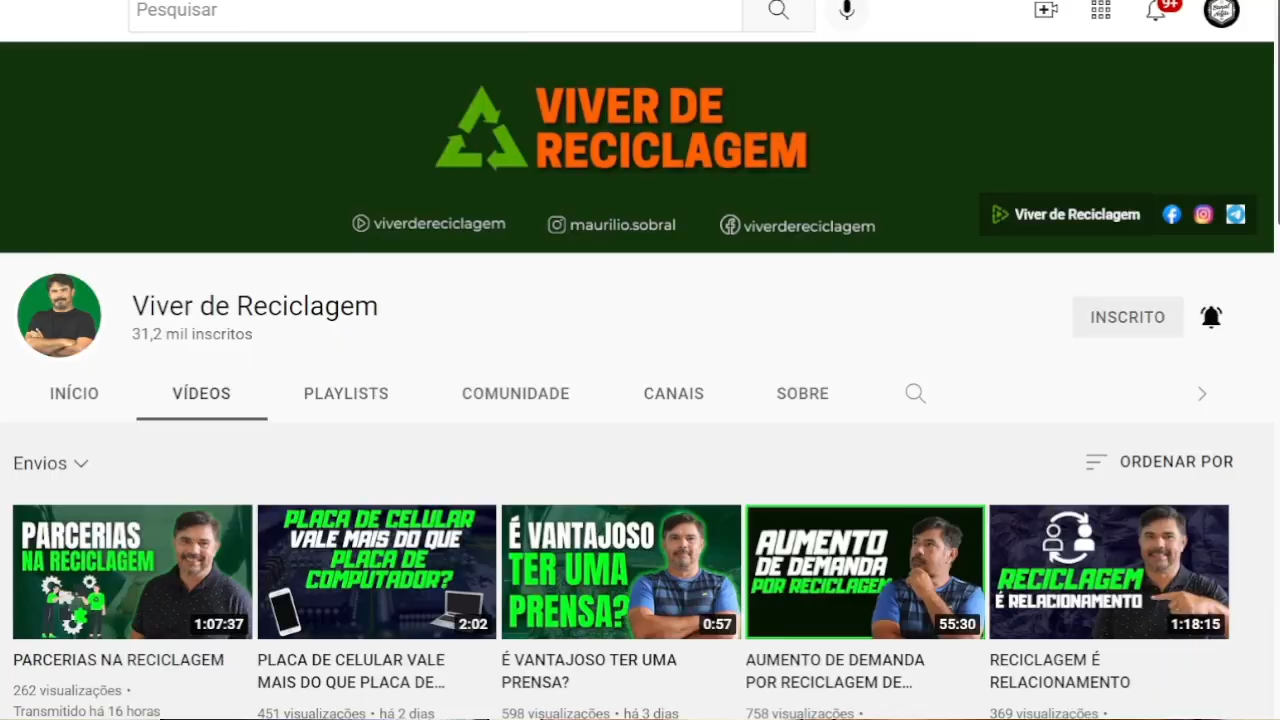 Pesquisar
9+
VIVER DE
RECICLAGEM
viverdereciclagem
maurilio.sobral
viverdereciclagem
Viver de Reciclagem
Viver de Reciclagem
31,2 mil inscritos
INSCRITO
INÍCIO
VÍDEOS
PLAYLISTS
COMUNIDADE
CANAIS
SOBRE
Envios
ORDENAR POR
PARCERIAS
NA RECICLAGEM
1:07:37
PLACA DE CELULAR
VALE MAIS DO QUE
PLACA DE
COMPUTADOR?
2:02
É VANTAJOSO
TER UMA
PRENSA?
0:57
AUMENTO
DE DEMANDA
POR RECICLAGEM
55:30
RECICLAGEM
É RELACIONAMENTO
1:18:15
PARCERIAS NA RECICLAGEM
262 visualizações •
Transmitido há 16 horas
PLACA DE CELULAR VALE
MAIS DO QUE PLACA DE...
451 visualizações • há 2 dias
É VANTAJOSO TER UMA
PRENSA?
598 visualizações • há 3 dias
AUMENTO DE DEMANDA
POR RECICLAGEM DE...
758 visualizações •
RECICLAGEM É
RELACIONAMENTO
369 visualizações •